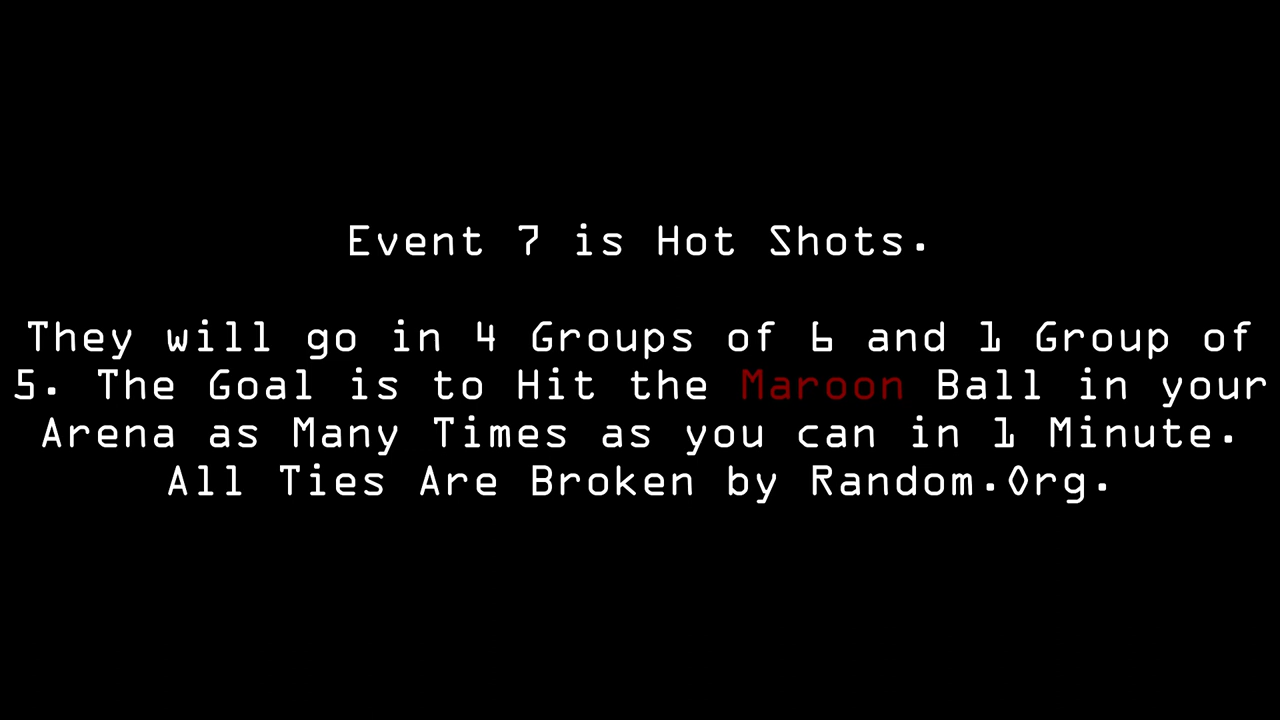 Event 7 is Hot Shots.
They will go in 4 Groups of 6 and 1 Group of
5. The Goal is to Hit the Maroon Ball in your
Arena as Many Times as you can in 1 Minute.
All Ties Are Broken by Random.Org.